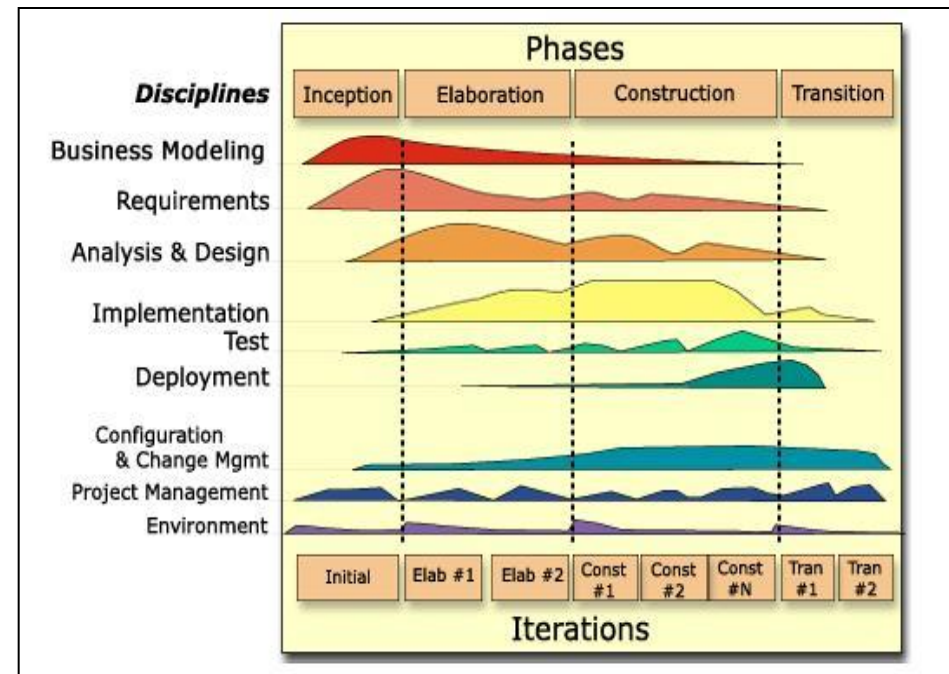 Phases
Disciplines
Inception
Elaboration
Construction
Transition
Business Modeling
Requirements
Analysis & Design
Implementation
Test
Deployment
Configuration
& Change Mgmt
Project Management
Environment
Initial
Elab #1
Elab #2
Const
#1
Const
#2
Const
#N
Tran
#1
Tran
#2
Iterations